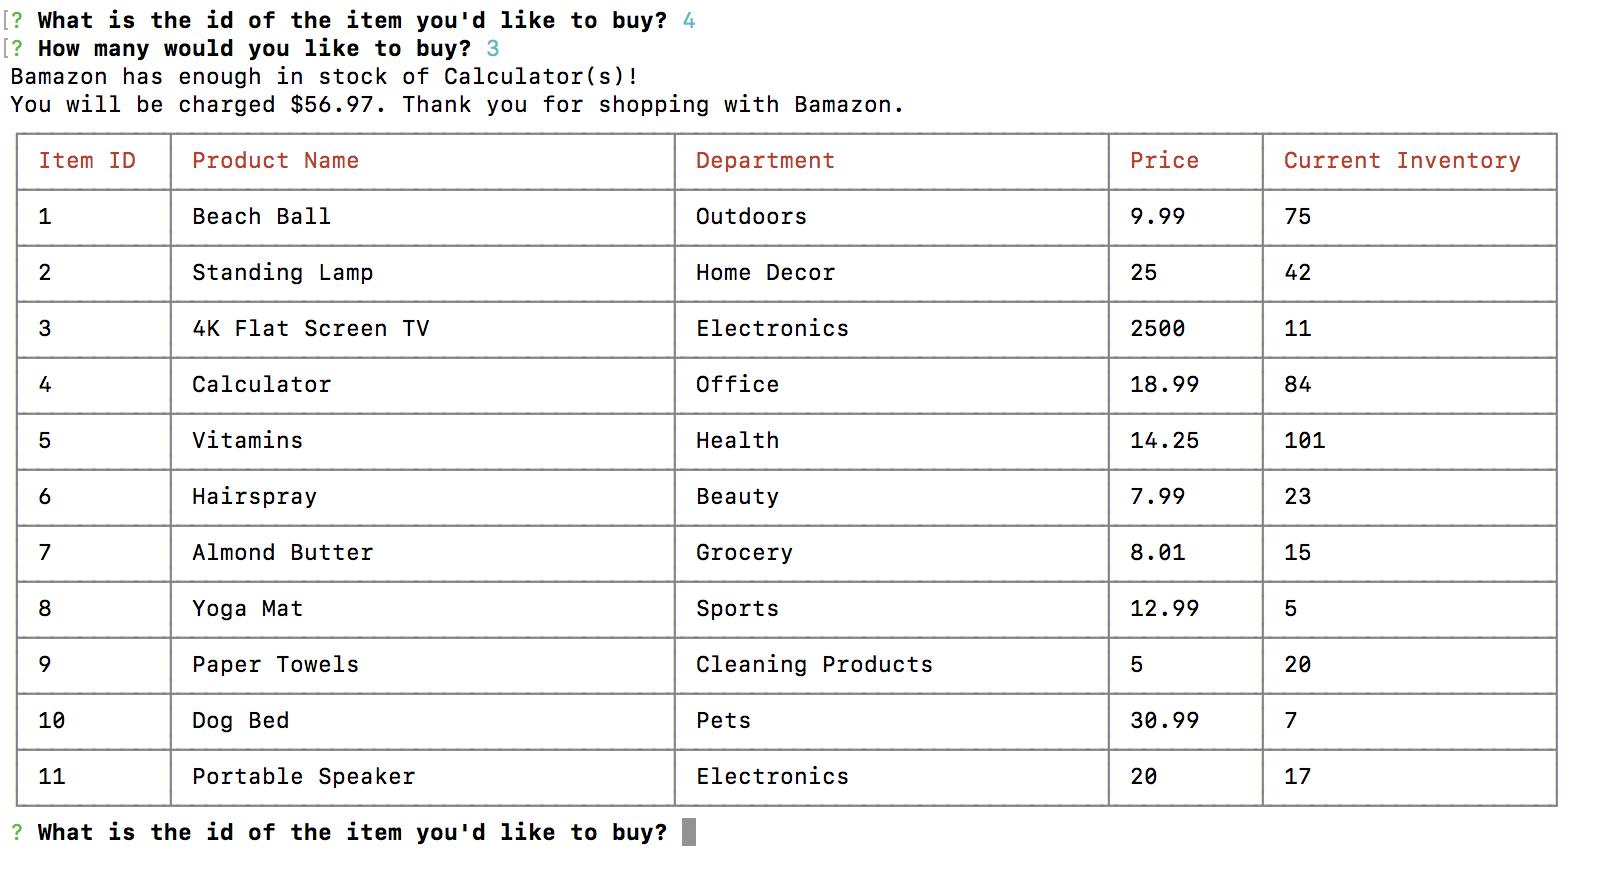 [? What is the id of the item you'd like to buy? 4
[? How many would you like to buy? 3
Bamazon has enough in stock of Calculator(s)!
You will be charged $56.97. Thank you for shopping with Bamazon.
Item ID Product Name Department Price Current Inventory
1 Beach Ball Outdoors 9.99 75
2 Standing Lamp Home Decor 25 42
3 4K Flat Screen TV Electronics 2500 11
4 Calculator Office 18.99 84
5 Vitamins Health 14.25 101
6 Hairspray Beauty 7.99 23
7 Almond Butter Grocery 8.01 15
8 Yoga Mat Sports 12.99 5
9 Paper Towels Cleaning Products 5 20
10 Dog Bed Pets 30.99 7
11 Portable Speaker Electronics 20 17
? What is the id of the item you'd like to buy?